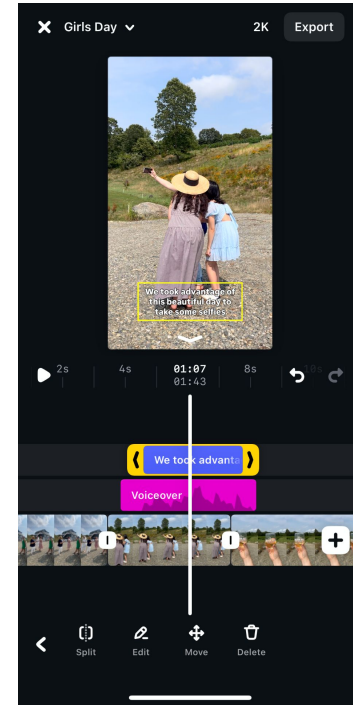 Girls Day
2K
Export
We took advantage of
this beautiful day to
take some selfies
2s
4s
01:07
01:43
8s
10s
We took advanta
Voiceover
Split
Edit
Move
Delete